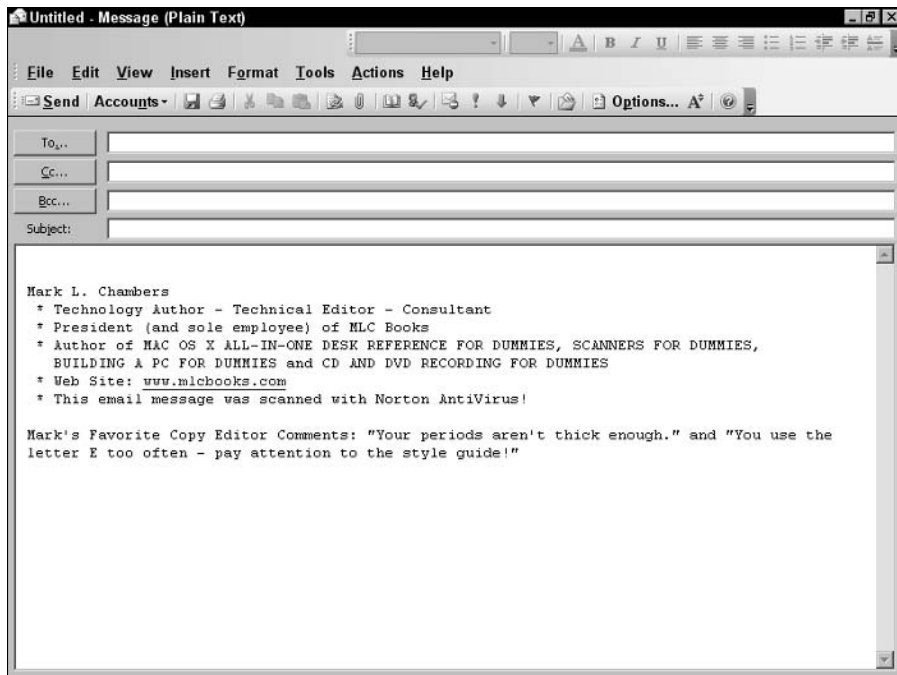 Untitled - Message (Plain Text)
A B I U
File Edit View Insert Format Tools Actions Help
Send Accounts Options...
To...
Cc...
Bcc...
Subject:
Mark L. Chambers
* Technology Author - Technical Editor - Consultant
* President (and sole employee) of MLC Books
* Author of MAC OS X ALL-IN-ONE DESK REFERENCE FOR DUMMIES, SCANNERS FOR DUMMIES,
BUILDING A PC FOR DUMMIES and CD AND DVD RECORDING FOR DUMMIES
* Web Site: www.mlcbooks.com
* This email message was scanned with Norton AntiVirus!
Mark's Favorite Copy Editor Comments: "Your periods aren't thick enough." and "You use the
letter E too often - pay attention to the style guide!"